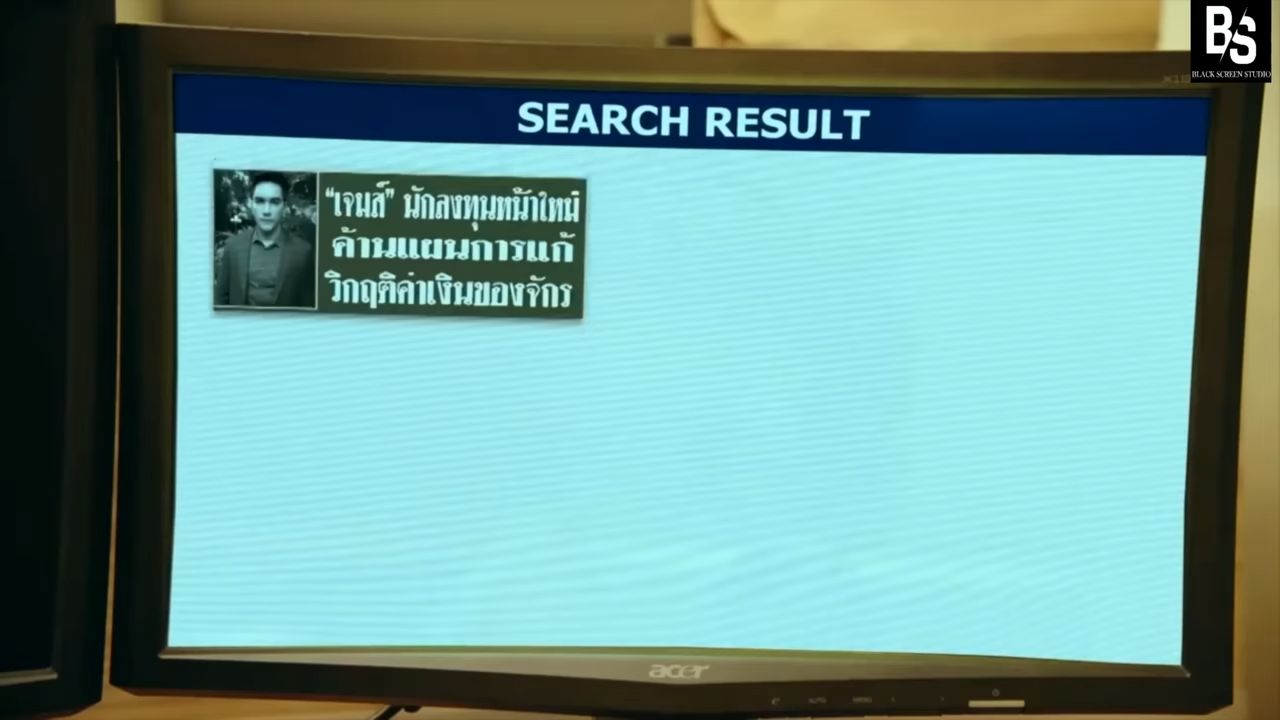 BS
BLACK SCREEN STUDIO
SEARCH RESULT
“เจมส์” นักลงทุนหน้าใหม่
ค้านแผนการแก้
วิกฤติค่าเงินของจักร
acer
AUTO
MENU